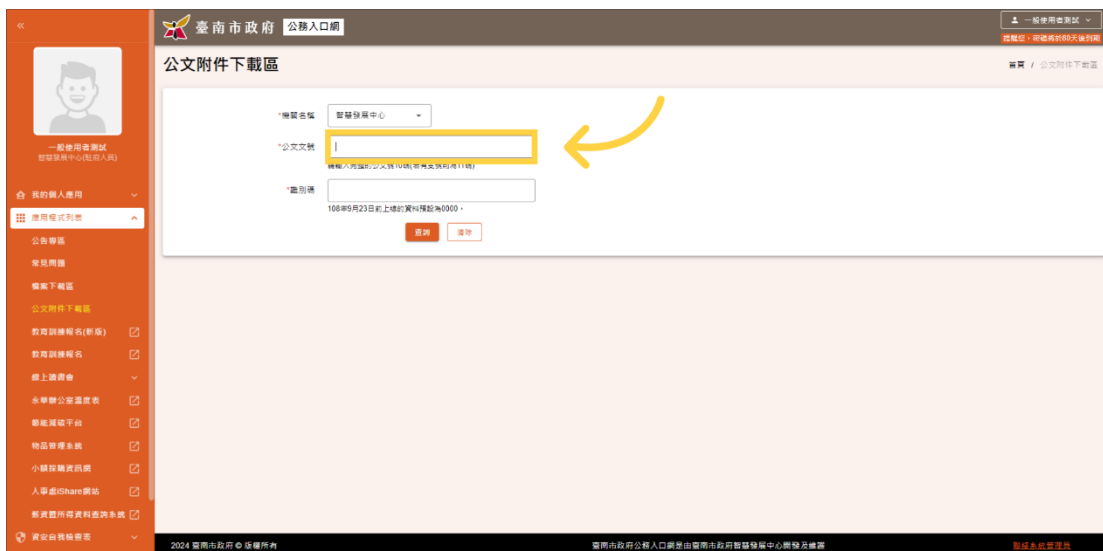 «
臺南市政府 公務入口網
一般使用者測試
提醒您，密碼將於80天後到期
公文附件下載區
首頁 / 公文附件下載區
*機關名稱 智慧發展中心
*公文文號
請輸入完整的公文號10碼(若有支號則為11碼)
*識別碼
108年9月23日前上線的資料預設為0000。
查詢 清除
一般使用者測試
智慧發展中心(駐府人員)
我的個人應用
應用程式列表
公告專區
常見問題
檔案下載區
公文附件下載區
教育訓練報名(新版)
教育訓練報名
線上讀書會
永華辦公室溫度表
節能減碳平台
物品管理系統
小額採購資訊網
人事處iShare網站
薪資暨所得資料查詢系統
資安自我檢查表
2024 臺南市政府 © 版權所有
臺南市政府公務入口網是由臺南市政府智慧發展中心開發及維護
聯絡系統管理員